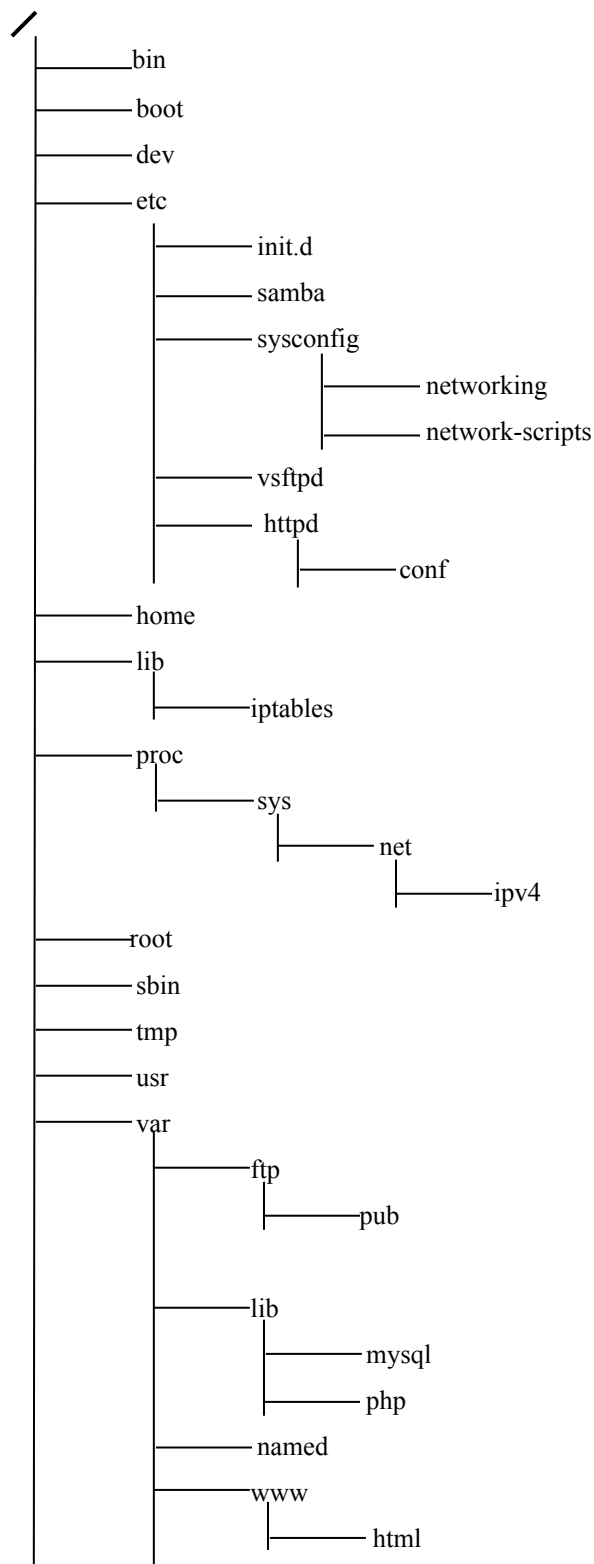 /
bin
boot
dev
etc
init.d
samba
sysconfig
networking
network-scripts
vsftpd
httpd
conf
home
lib
iptables
proc
sys
net
ipv4
root
sbin
tmp
usr
var
ftp
pub
lib
mysql
php
named
www
html